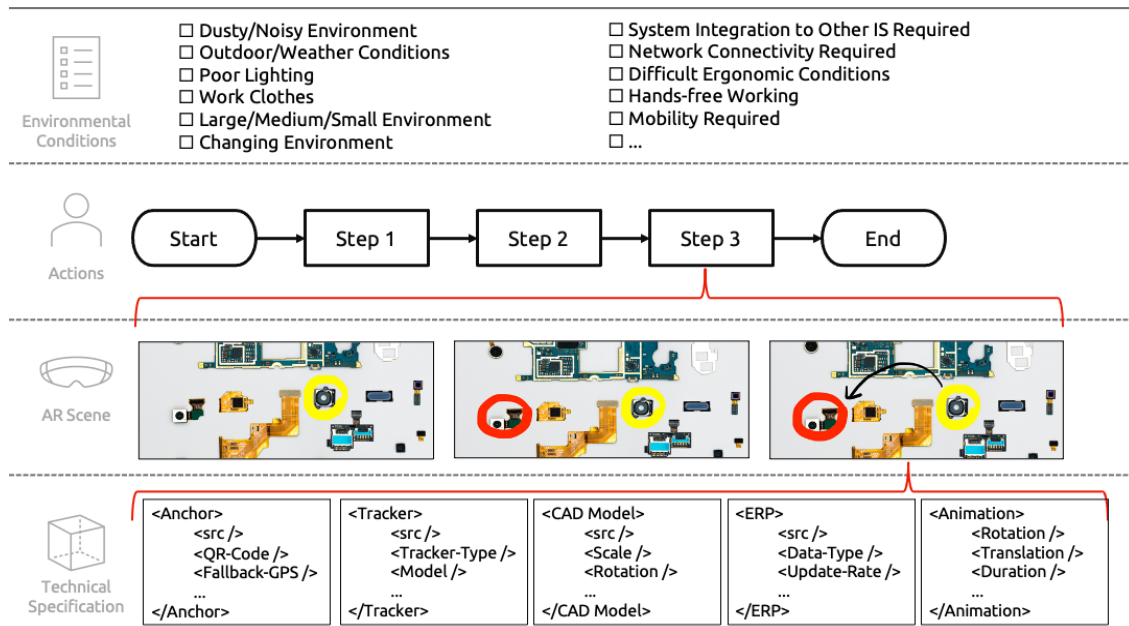 Environmental
Conditions
☐ Dusty/Noisy Environment
☐ Outdoor/Weather Conditions
☐ Poor Lighting
☐ Work Clothes
☐ Large/Medium/Small Environment
☐ Changing Environment
☐ System Integration to Other IS Required
☐ Network Connectivity Required
☐ Difficult Ergonomic Conditions
☐ Hands-free Working
☐ Mobility Required
☐ ...
Actions
Start
Step 1
Step 2
Step 3
End
AR Scene
Technical
Specification
<Anchor>
<src />
<QR-Code />
<Fallback-GPS />
...
</Anchor>
<Tracker>
<src />
<Tracker-Type />
<Model />
...
</Tracker>
<CAD Model>
<src />
<Scale />
<Rotation />
...
</CAD Model>
<ERP>
<src />
<Data-Type />
<Update-Rate />
...
</ERP>
<Animation>
<Rotation />
<Translation />
<Duration />
...
</Animation>